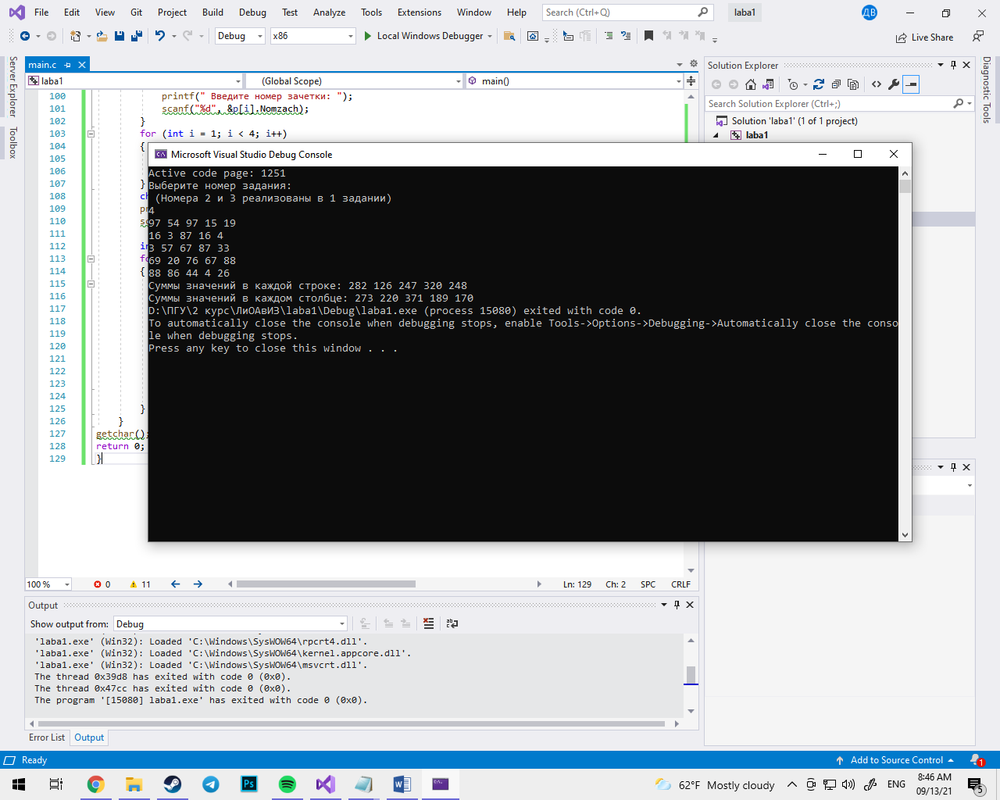 File Edit View Git Project Build Debug Test Analyze Tools Extensions Window Help Search (Ctrl+Q) laba1 ДВ
Debug x86 Local Windows Debugger Live Share
Server Explorer
Toolbox
Diagnostic Tools
main.c
laba1 (Global Scope) main()
100 printf(" Введите номер зачетки: ");
101 scanf("%d", &p[i].Nomzach);
102 }
103 for (int i = 1; i < 4; i++)
104 {
105
106
107 }
108 ch
109 pr
110 sc
111
112 in
113 fo
114 {
115
116
117
118
119
120
121
122
123
124
125 }
126 }
127 getchar();
128 return 0;
129 }
Solution Explorer
Search Solution Explorer (Ctrl+;)
Solution 'laba1' (1 of 1 project)
laba1
Microsoft Visual Studio Debug Console
Active code page: 1251
Выберите номер задания:
(Номера 2 и 3 реализованы в 1 задании)
4
97 54 97 15 19
16 3 87 16 4
3 57 67 87 33
69 20 76 67 88
88 86 44 4 26
Суммы значений в каждой строке: 282 126 247 320 248
Суммы значений в каждом столбце: 273 220 371 189 170
D:\ПГУ\2 курс\ЛиОАвИЗ\laba1\Debug\laba1.exe (process 15080) exited with code 0.
To automatically close the console when debugging stops, enable Tools->Options->Debugging->Automatically close the conso
le when debugging stops.
Press any key to close this window . . .
100 % 0 11 Ln: 129 Ch: 2 SPC CRLF
Output
Show output from: Debug
'laba1.exe' (Win32): Loaded 'C:\Windows\SysWOW64\rpcrt4.dll'.
'laba1.exe' (Win32): Loaded 'C:\Windows\SysWOW64\kernel.appcore.dll'.
'laba1.exe' (Win32): Loaded 'C:\Windows\SysWOW64\msvcrt.dll'.
The thread 0x39d8 has exited with code 0 (0x0).
The thread 0x47cc has exited with code 0 (0x0).
The program '[15080] laba1.exe' has exited with code 0 (0x0).
Error List Output
Ready Add to Source Control 1
62°F Mostly cloudy ENG 8:46 AM
09/13/21 5